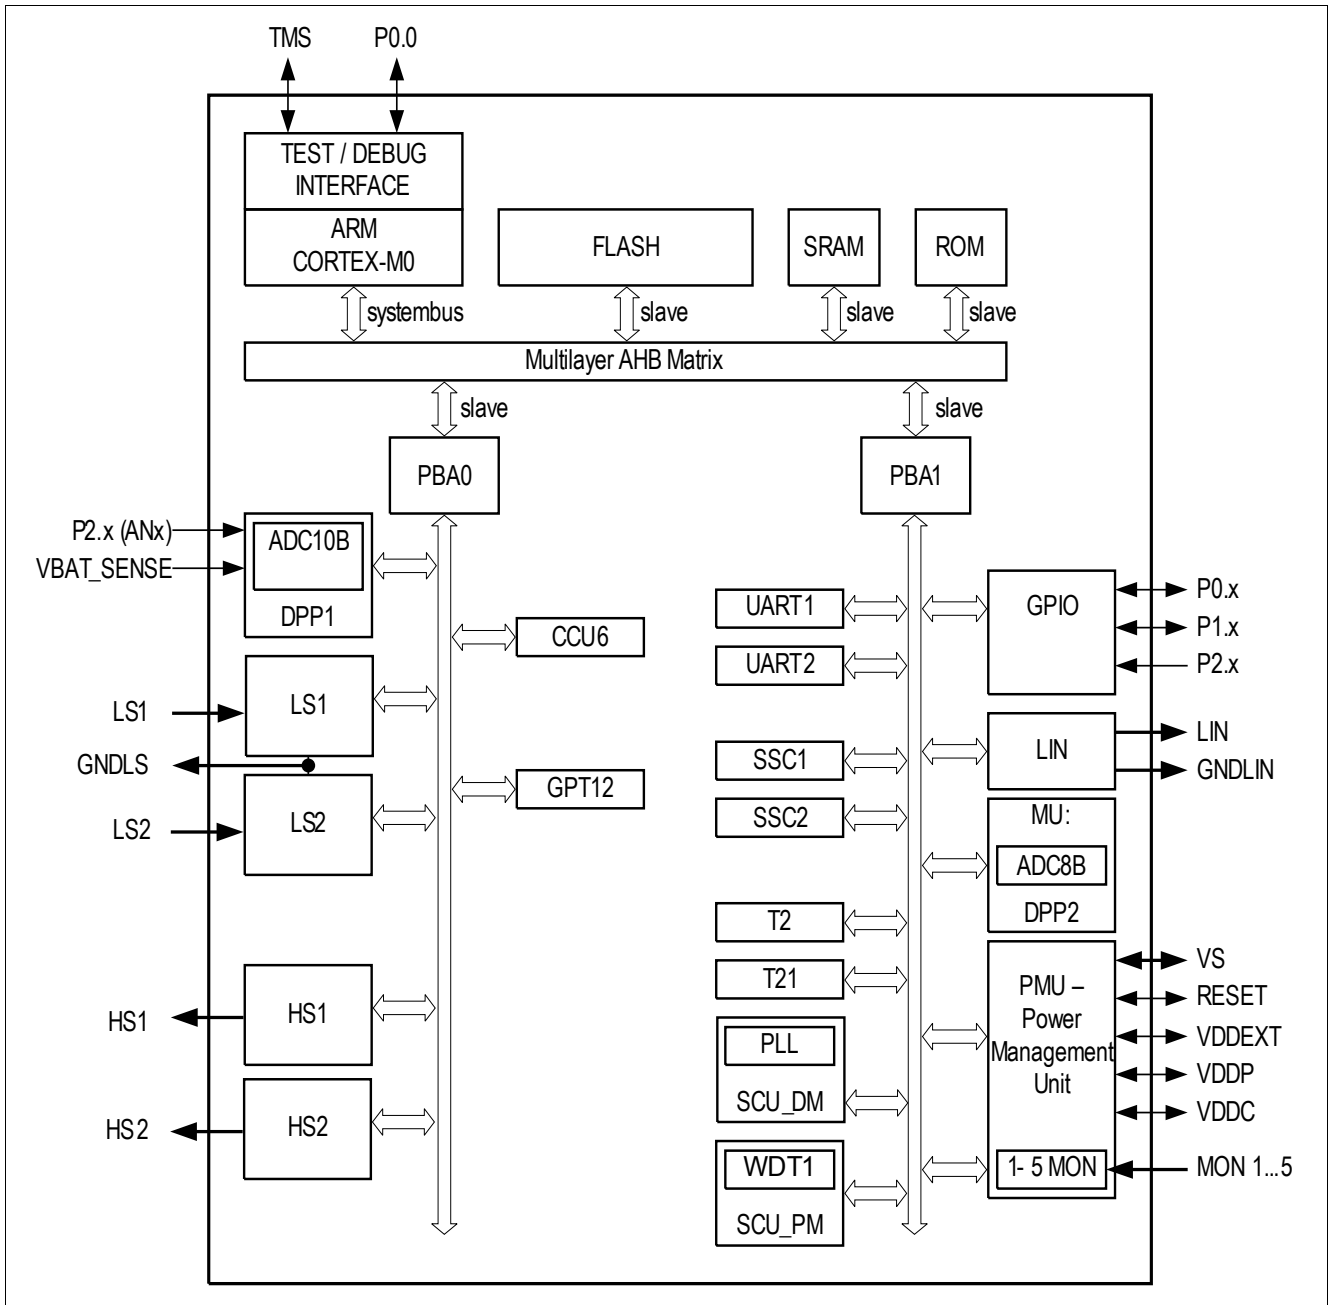 TMS P0.0
TEST / DEBUG
INTERFACE
ARM
CORTEX-M0
FLASH
SRAM
ROM
systembus
slave
slave
slave
Multilayer AHB Matrix
slave
slave
PBA0
PBA1
P2.x (ANx)
VBAT_SENSE
ADC10B
DPP1
CCU6
LS1
LS1
GNDLS
GPT12
LS2
LS2
HS1
HS1
HS2
HS2
UART1
UART2
SSC1
SSC2
T2
T21
PLL
SCU_DM
WDT1
SCU_PM
GPIO
P0.x
P1.x
P2.x
LIN
LIN
GNDLIN
MU:
ADC8B
DPP2
PMU –
Power
Management
Unit
1- 5 MON
VS
RESET
VDDEXT
VDDP
VDDC
MON 1...5